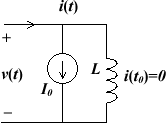 i(t)
+
v(t)
I₀
L
i(t₀)=0
−